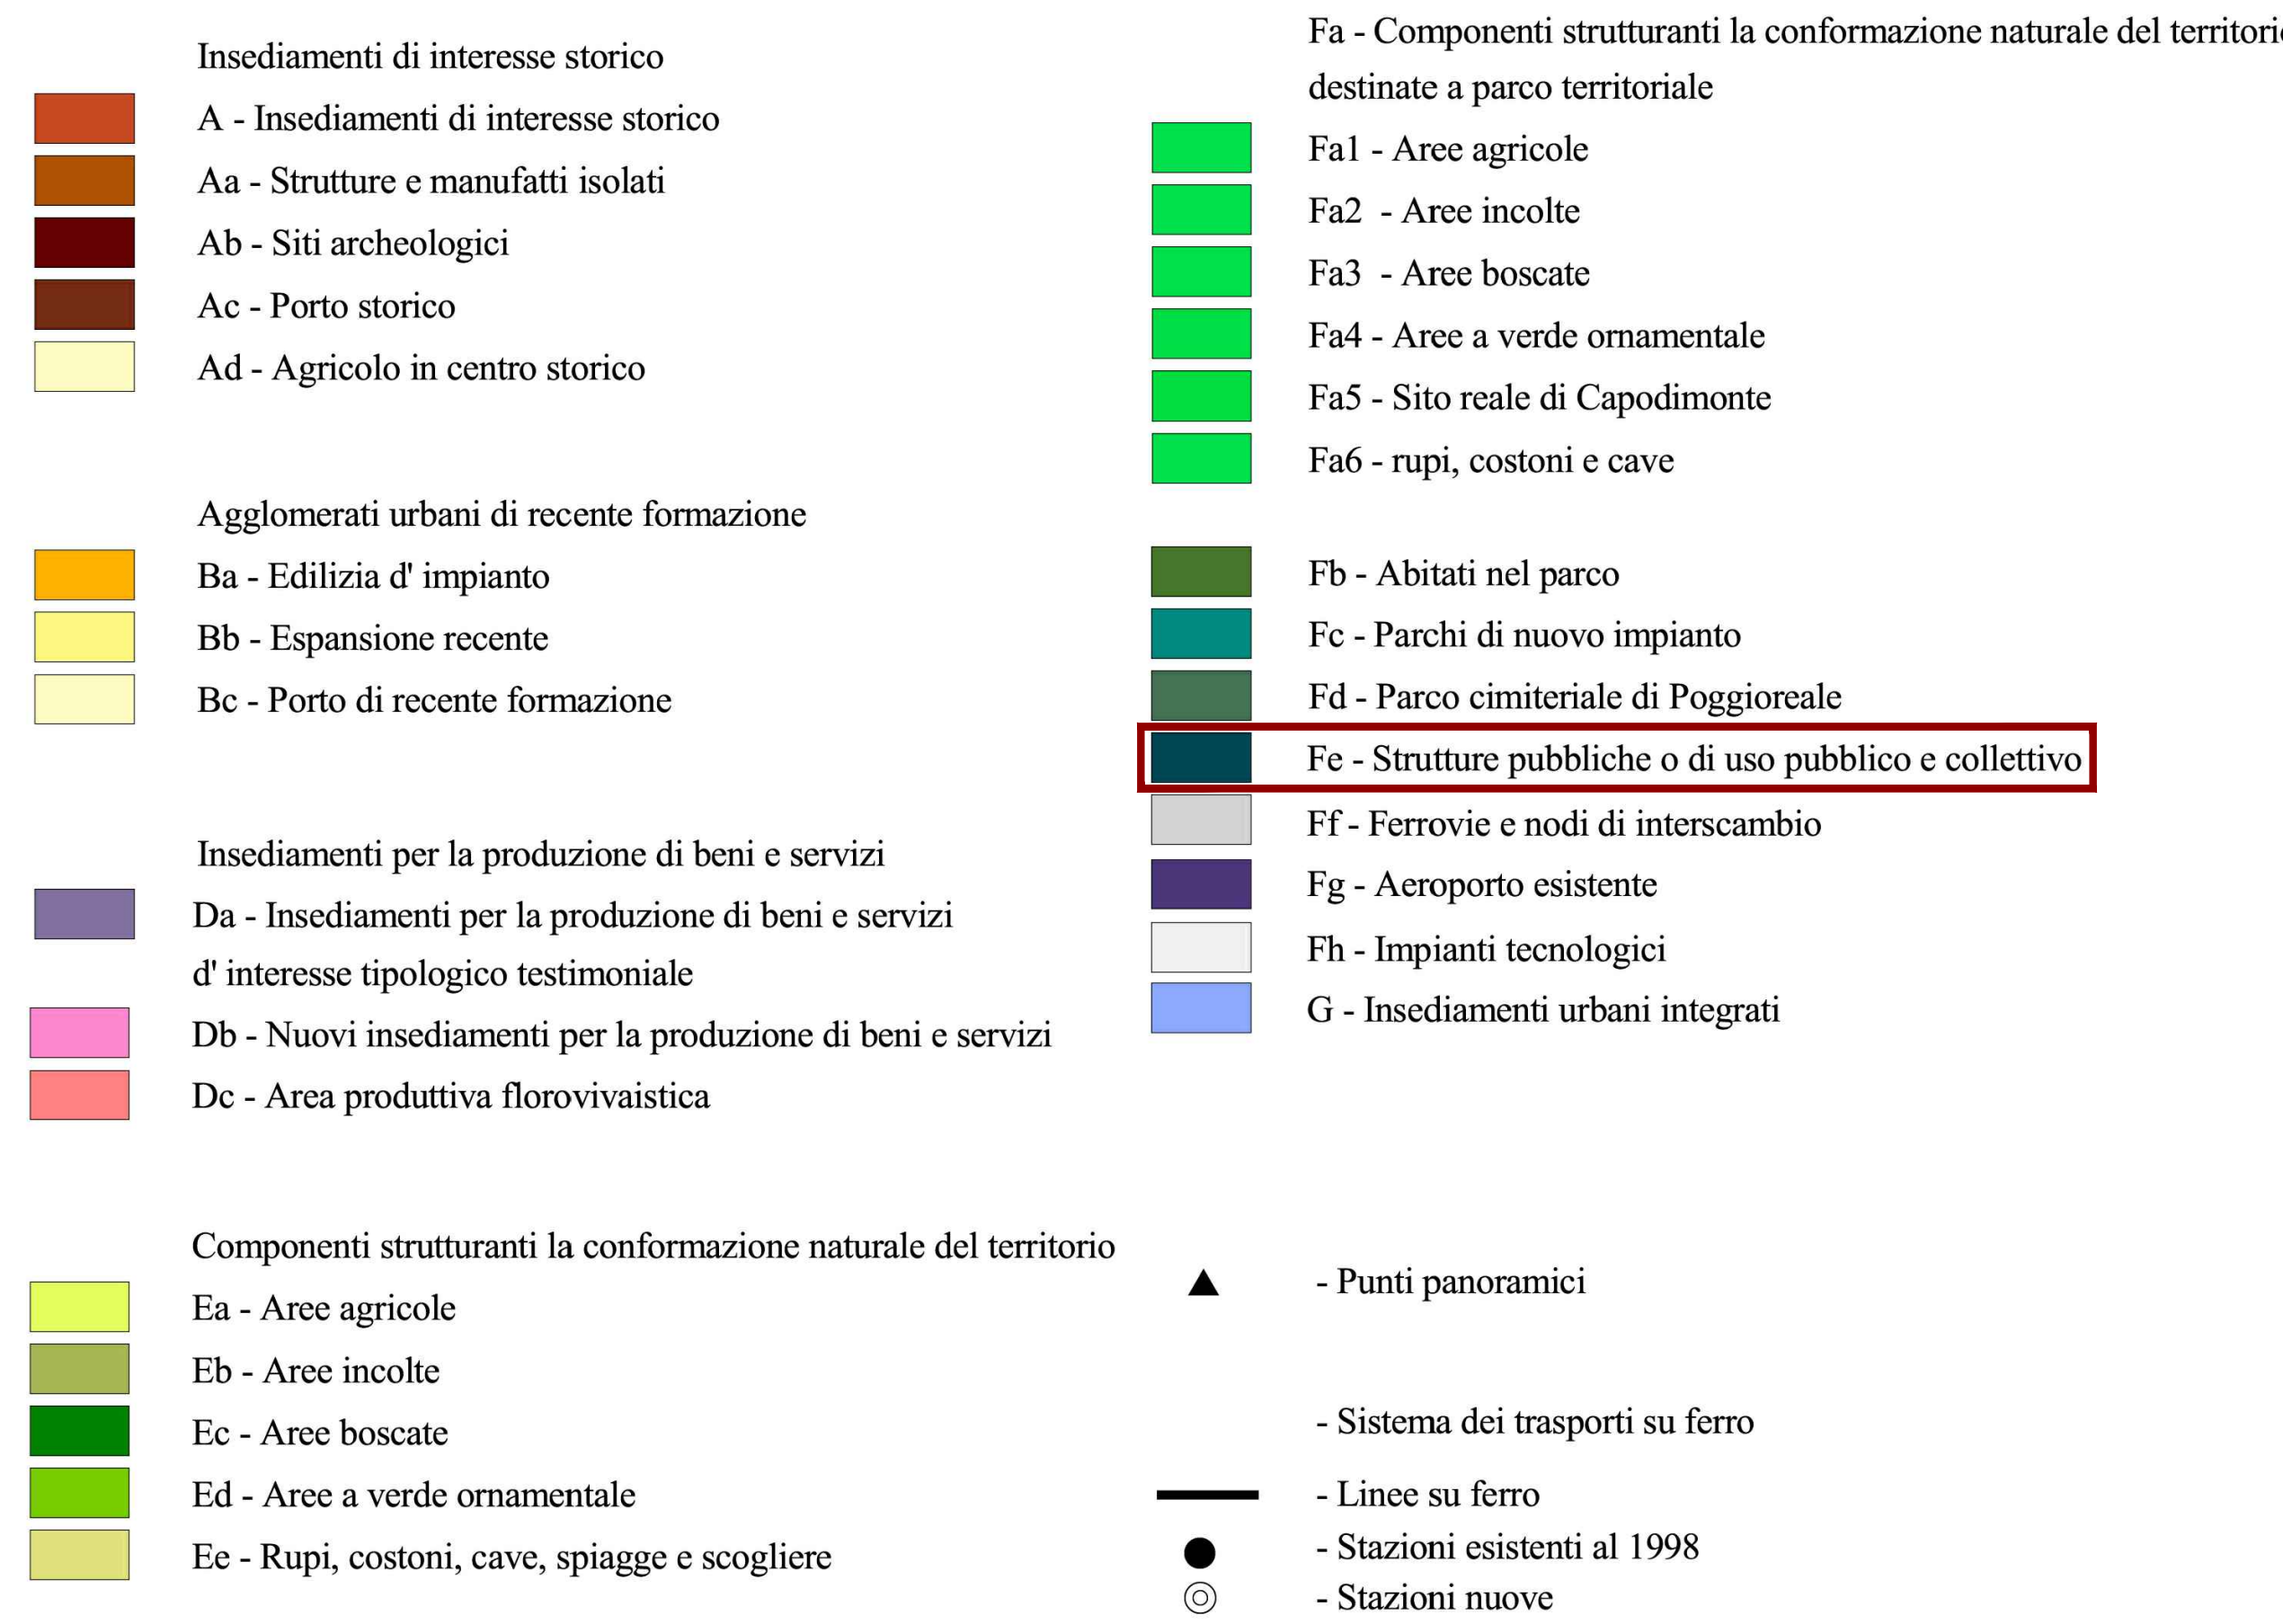 Insediamenti di interesse storico
A - Insediamenti di interesse storico
Aa - Strutture e manufatti isolati
Ab - Siti archeologici
Ac - Porto storico
Ad - Agricolo in centro storico
Agglomerati urbani di recente formazione
Ba - Edilizia d' impianto
Bb - Espansione recente
Bc - Porto di recente formazione
Insediamenti per la produzione di beni e servizi
Da - Insediamenti per la produzione di beni e servizi
d' interesse tipologico testimoniale
Db - Nuovi insediamenti per la produzione di beni e servizi
Dc - Area produttiva florovivaistica
Componenti strutturanti la conformazione naturale del territorio
Ea - Aree agricole
Eb - Aree incolte
Ec - Aree boscate
Ed - Aree a verde ornamentale
Ee - Rupi, costoni, cave, spiagge e scogliere
Fa - Componenti strutturanti la conformazione naturale del territorio
destinate a parco territoriale
Fa1 - Aree agricole
Fa2 - Aree incolte
Fa3 - Aree boscate
Fa4 - Aree a verde ornamentale
Fa5 - Sito reale di Capodimonte
Fa6 - rupi, costoni e cave
Fb - Abitati nel parco
Fc - Parchi di nuovo impianto
Fd - Parco cimiteriale di Poggioreale
Fe - Strutture pubbliche o di uso pubblico e collettivo
Ff - Ferrovie e nodi di interscambio
Fg - Aeroporto esistente
Fh - Impianti tecnologici
G - Insediamenti urbani integrati
- Punti panoramici
- Sistema dei trasporti su ferro
- Linee su ferro
- Stazioni esistenti al 1998
- Stazioni nuove